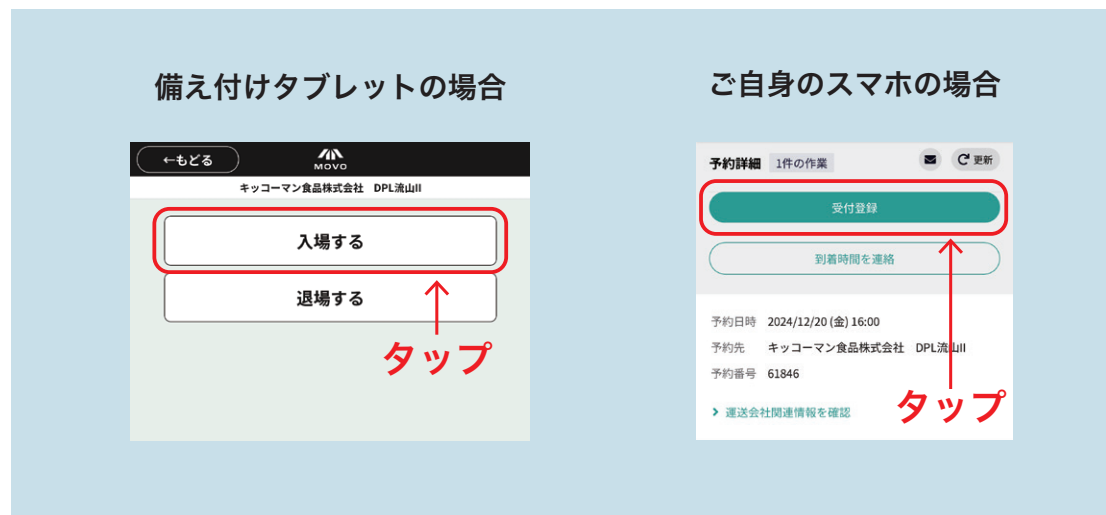 備え付けタブレットの場合
←もどる
MOVO
キッコーマン食品株式会社　DPL流山II
入場する
退場する
タップ
ご自身のスマホの場合
予約詳細 1件の作業 更新
受付登録
到着時間を連絡
予約日時 2024/12/20 (金) 16:00
予約先 キッコーマン食品株式会社　DPL流山II
予約番号 61846
運送会社関連情報を確認
タップ